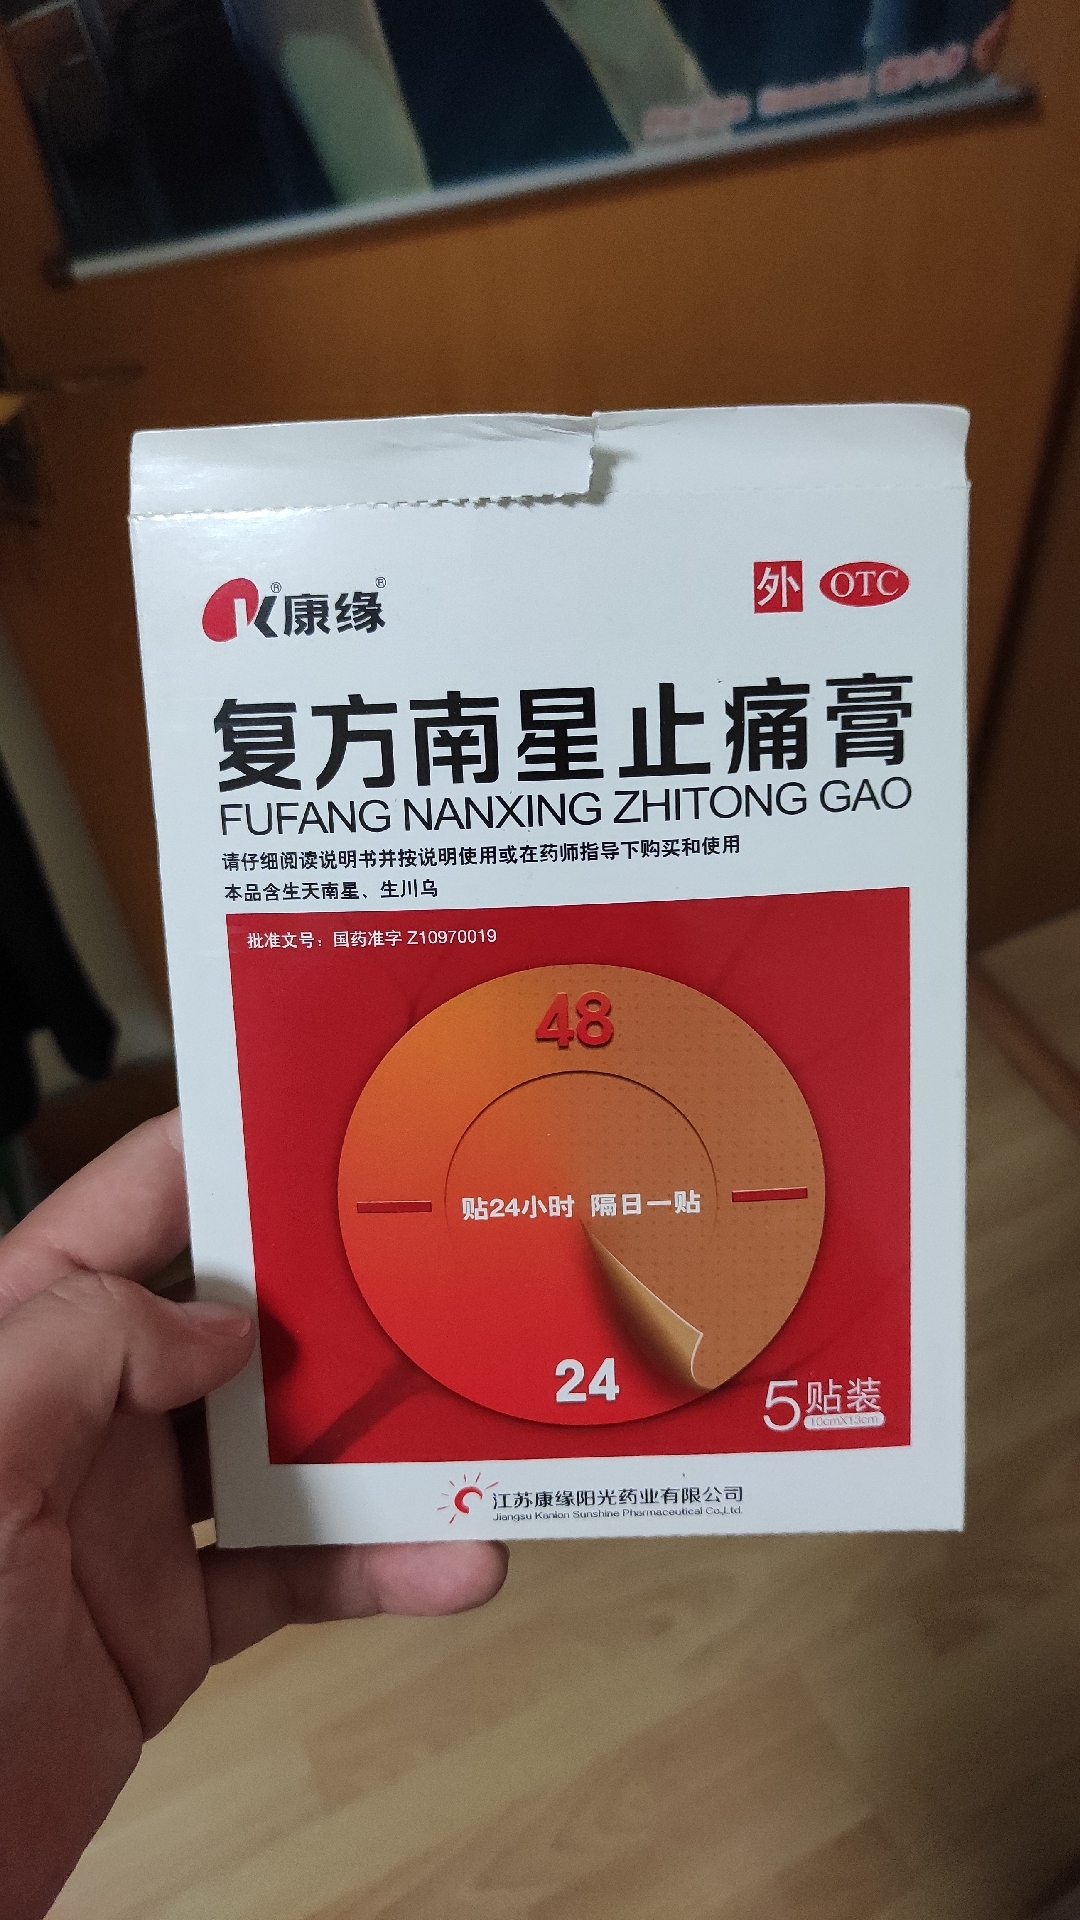 K®康缘®
外 OTC
复方南星止痛膏
FUFANG NANXING ZHITONG GAO
请仔细阅读说明书并按说明使用或在药师指导下购买和使用
本品含生天南星、生川乌
批准文号：国药准字 Z10970019
48
贴24小时 隔日一贴
24
5贴装
10cmX13cm
江苏康缘阳光药业有限公司
Jiangsu Kanion Sunshine Pharmaceutical Co.,Ltd.